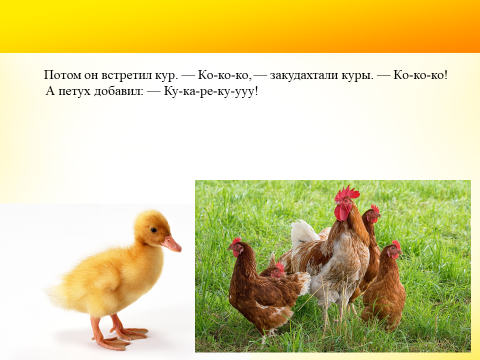 Потом он встретил кур. — Ко-ко-ко, — закудахтали куры. — Ко-ко-ко!
А петух добавил: — Ку-ка-ре-ку-ууу!